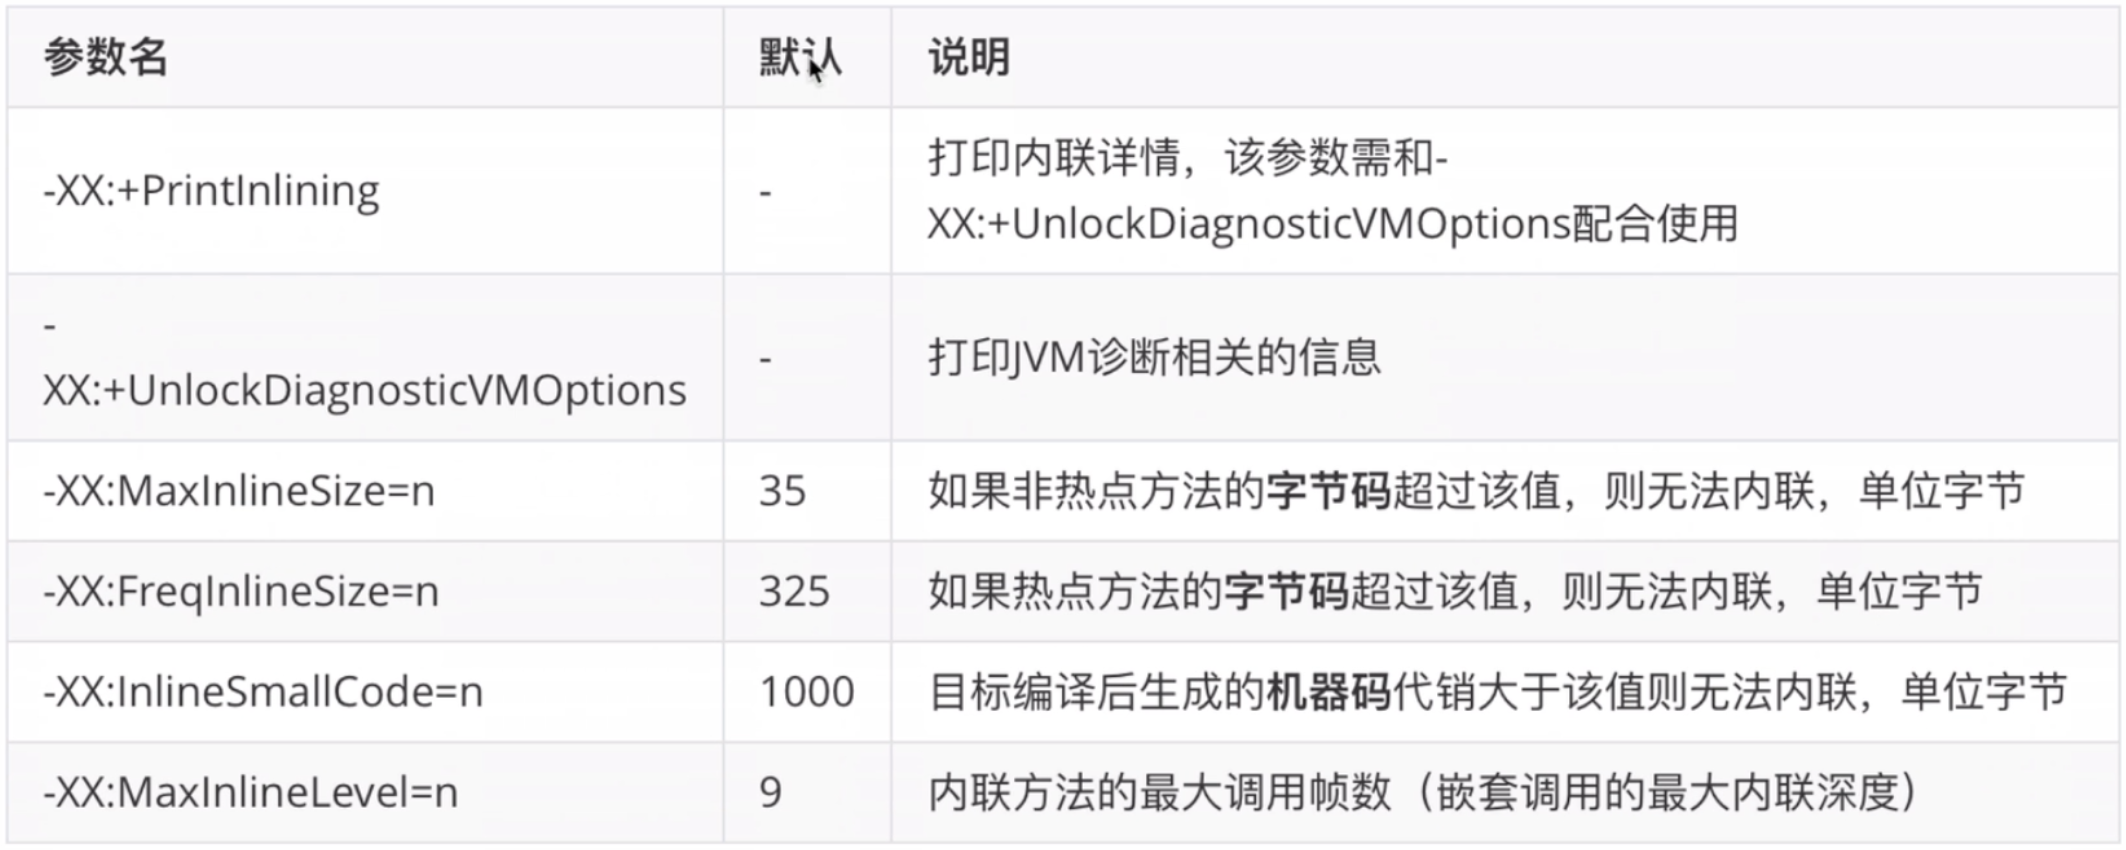 参数名 默认 说明
-XX:+PrintInlining - 打印内联详情，该参数需和-
XX:+UnlockDiagnosticVMOptions配合使用
-
XX:+UnlockDiagnosticVMOptions - 打印JVM诊断相关的信息
-XX:MaxInlineSize=n 35 如果非热点方法的字节码超过该值，则无法内联，单位字节
-XX:FreqInlineSize=n 325 如果热点方法的字节码超过该值，则无法内联，单位字节
-XX:InlineSmallCode=n 1000 目标编译后生成的机器码代销大于该值则无法内联，单位字节
-XX:MaxInlineLevel=n 9 内联方法的最大调用帧数（嵌套调用的最大内联深度）